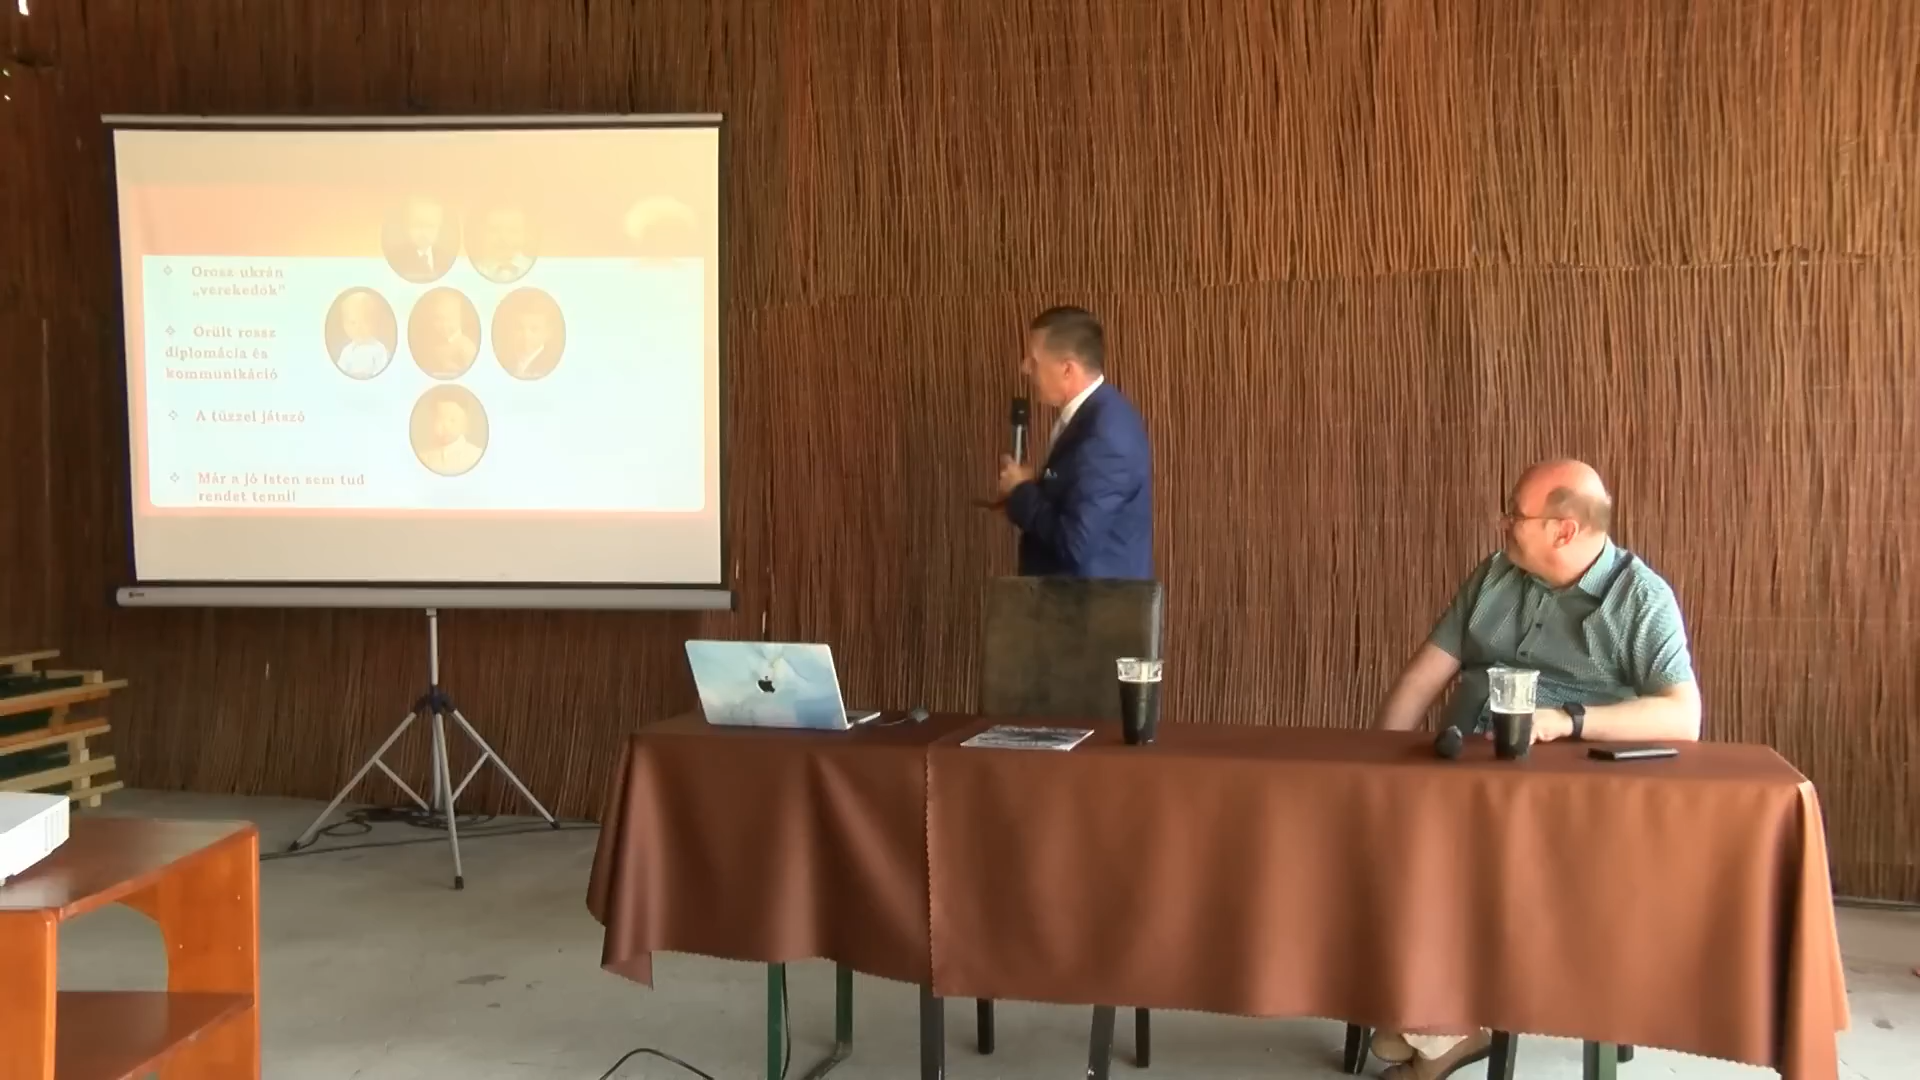 ❖ Orosz ukrán
„verekedők”
❖ Őrült rossz
diplomácia és
kommunikáció
❖ A tűzzel játszó
❖ Már a jó Isten sem tud
rendet tenni!